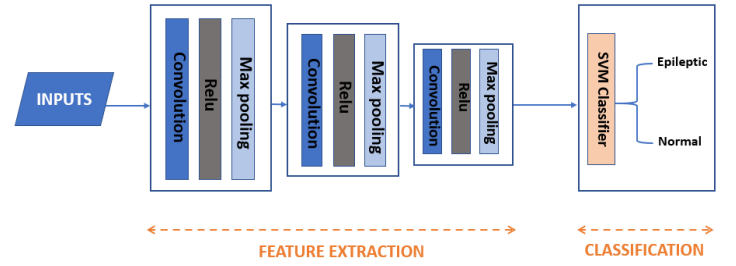 INPUTS
Convolution
Relu
Max pooling
Convolution
Relu
Max pooling
Convolution
Relu
Max pooling
SVM Classifier
Epileptic
Normal
FEATURE EXTRACTION
CLASSIFICATION